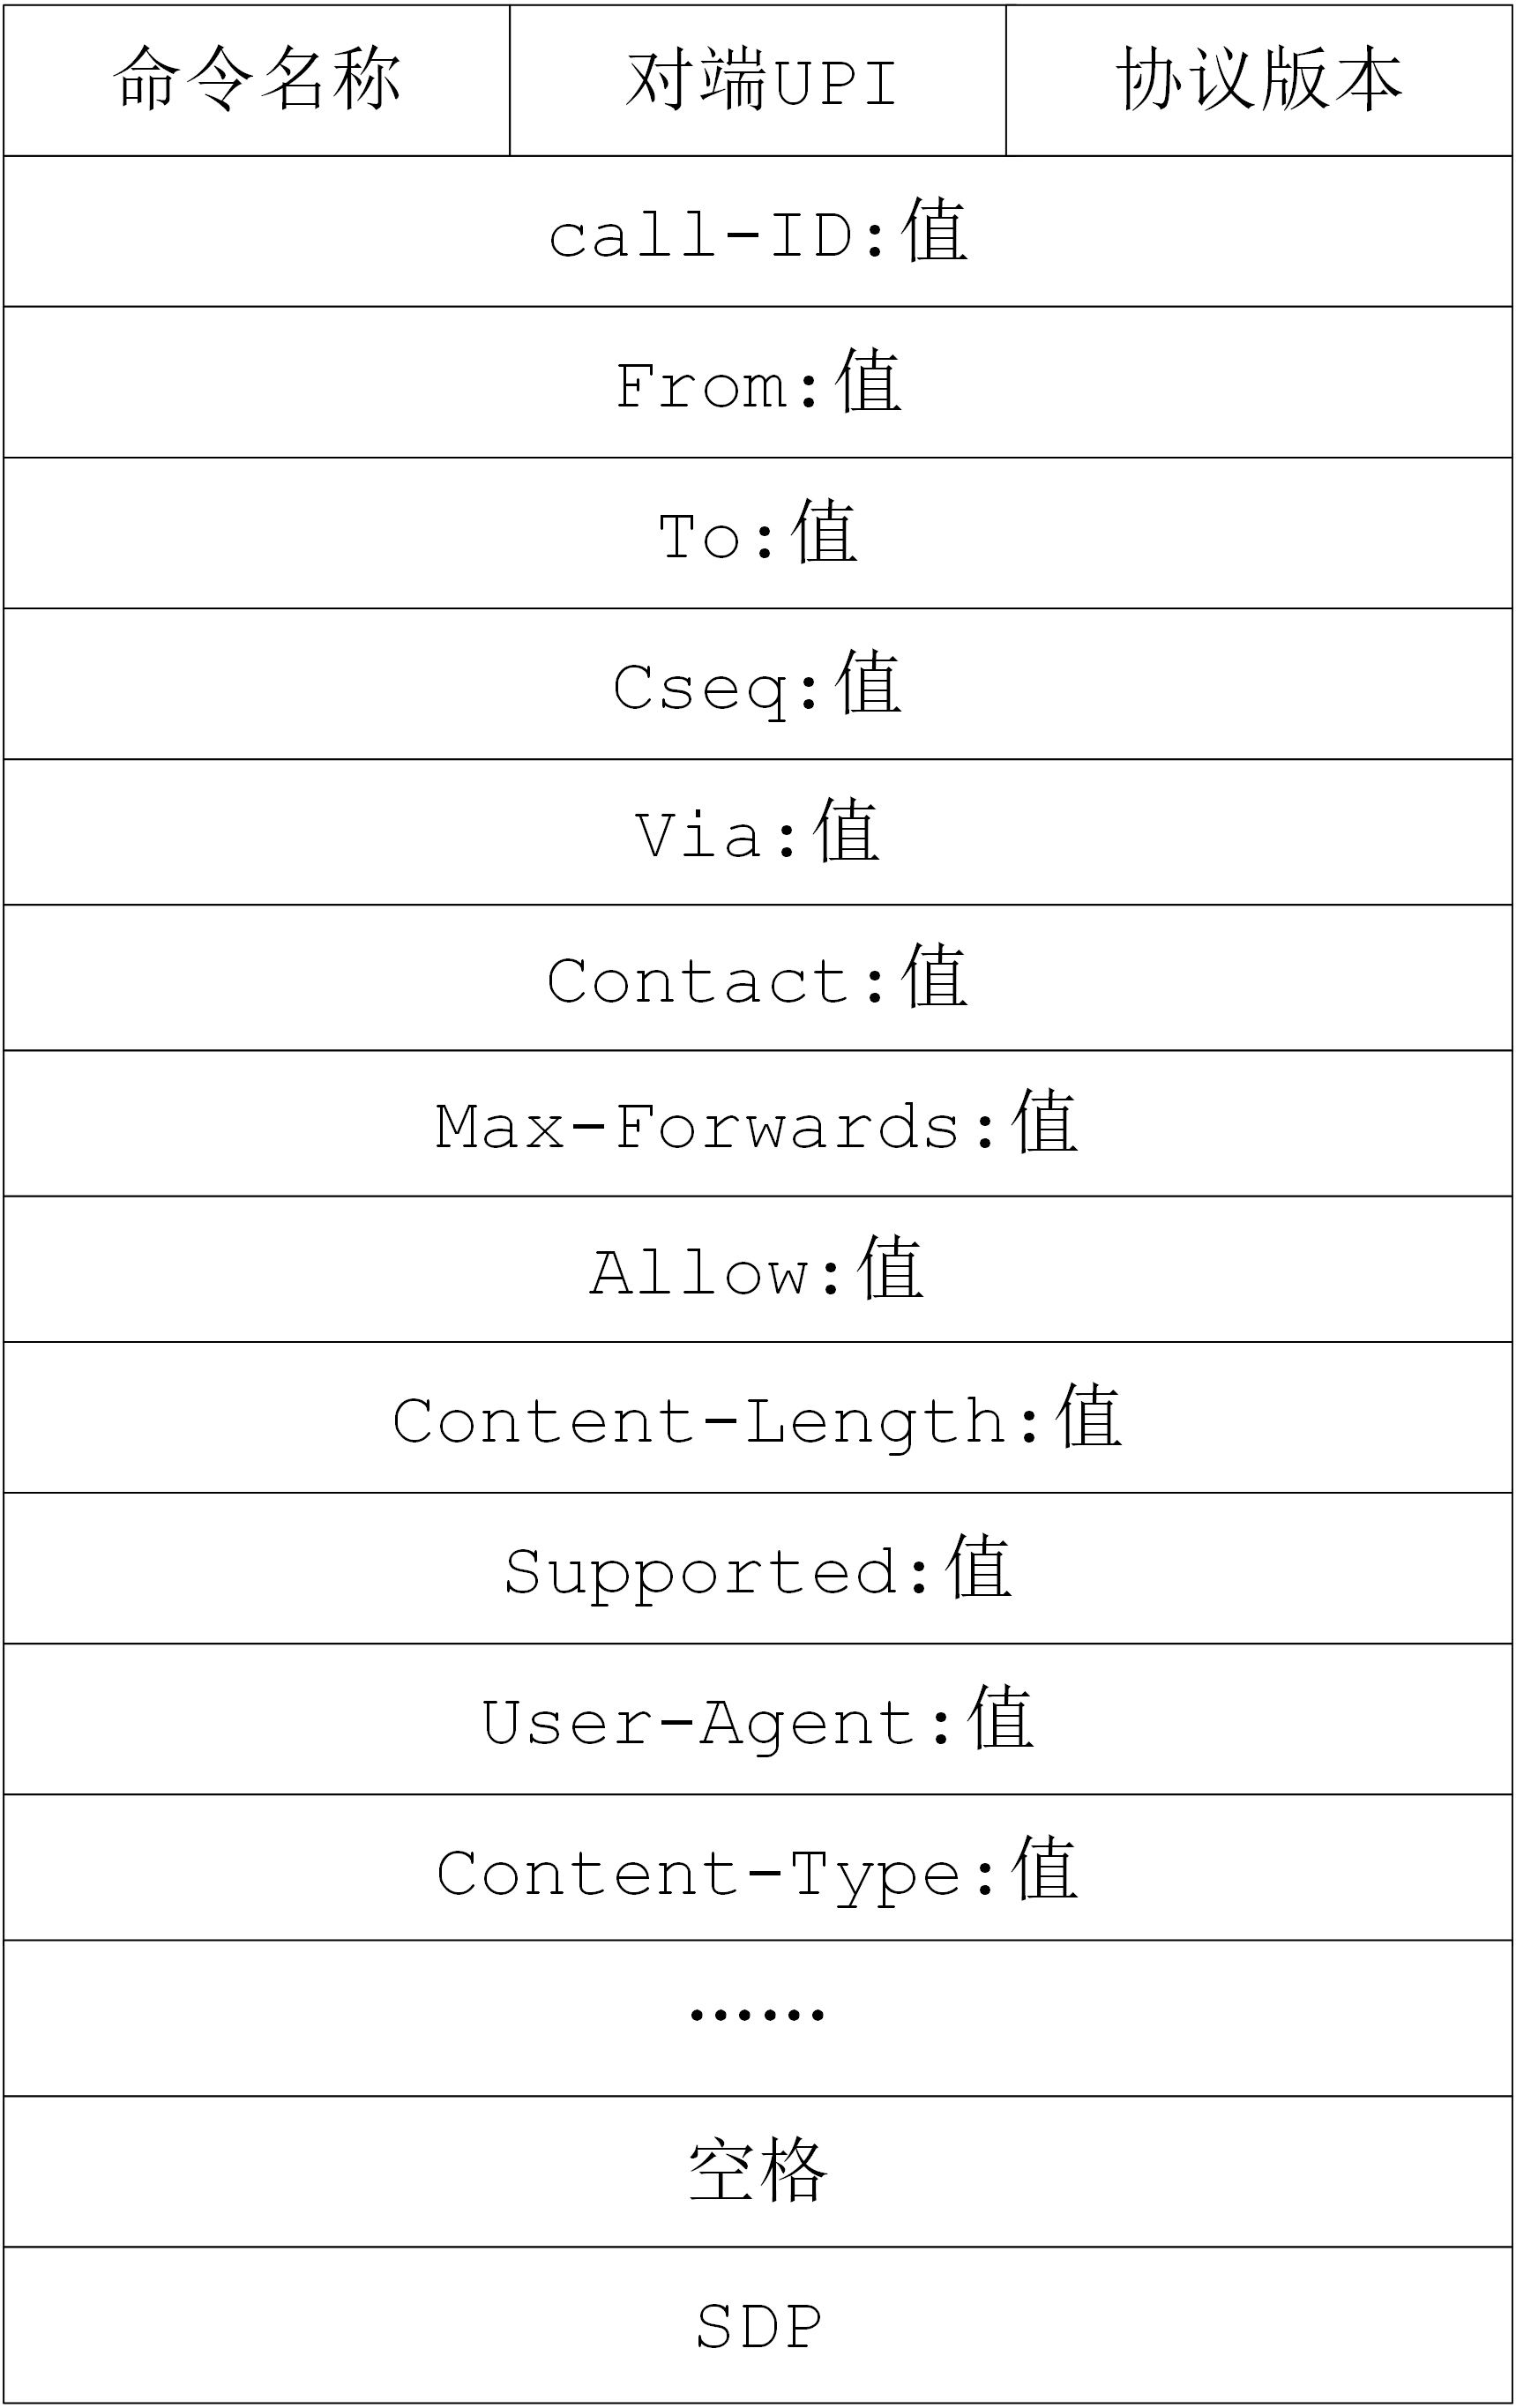 命令名称 对端UPI 协议版本
call-ID:值
From:值
To:值
Cseq:值
Via:值
Contact:值
Max-Forwards:值
Allow:值
Content-Length:值
Supported:值
User-Agent:值
Content-Type:值
……
空格
SDP